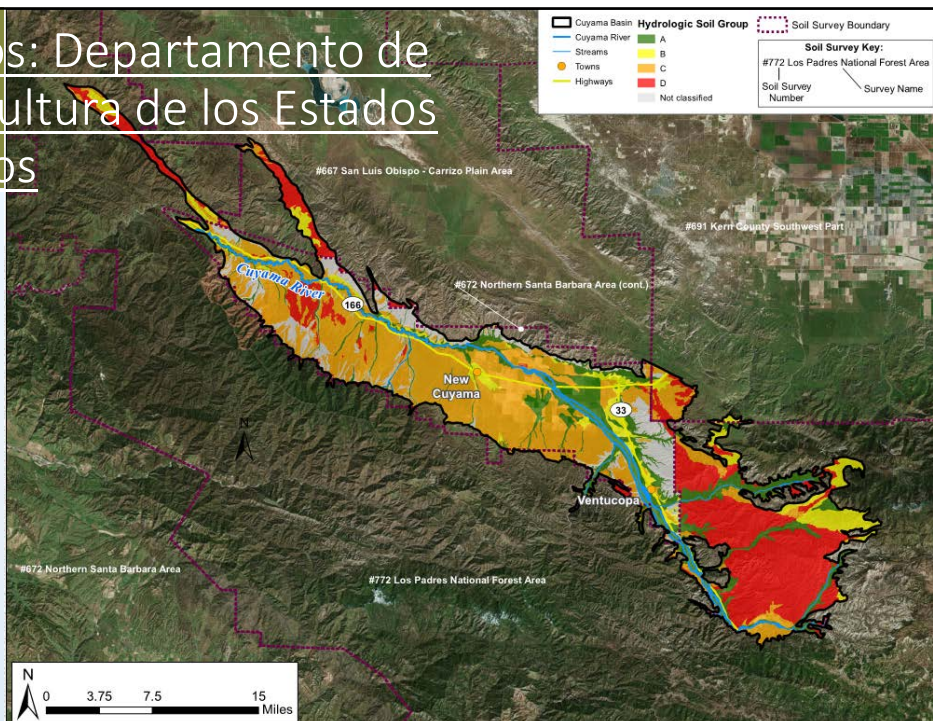 s: Departamento de
ultura de los Estados
os
Cuyama Basin
Cuyama River
Streams
Towns
Highways
Hydrologic Soil Group
A
B
C
D
Not classified
Soil Survey Boundary
Soil Survey Key:
#772 Los Padres National Forest Area
Soil Survey
Number
Survey Name
#667 San Luis Obispo - Carrizo Plain Area
#691 Kern County Southwest Part
#672 Northern Santa Barbara Area (cont.)
Cuyama River
166
New
Cuyama
33
Ventucopa
N
#672 Northern Santa Barbara Area
#772 Los Padres National Forest Area
N
0 3.75 7.5 15
Miles